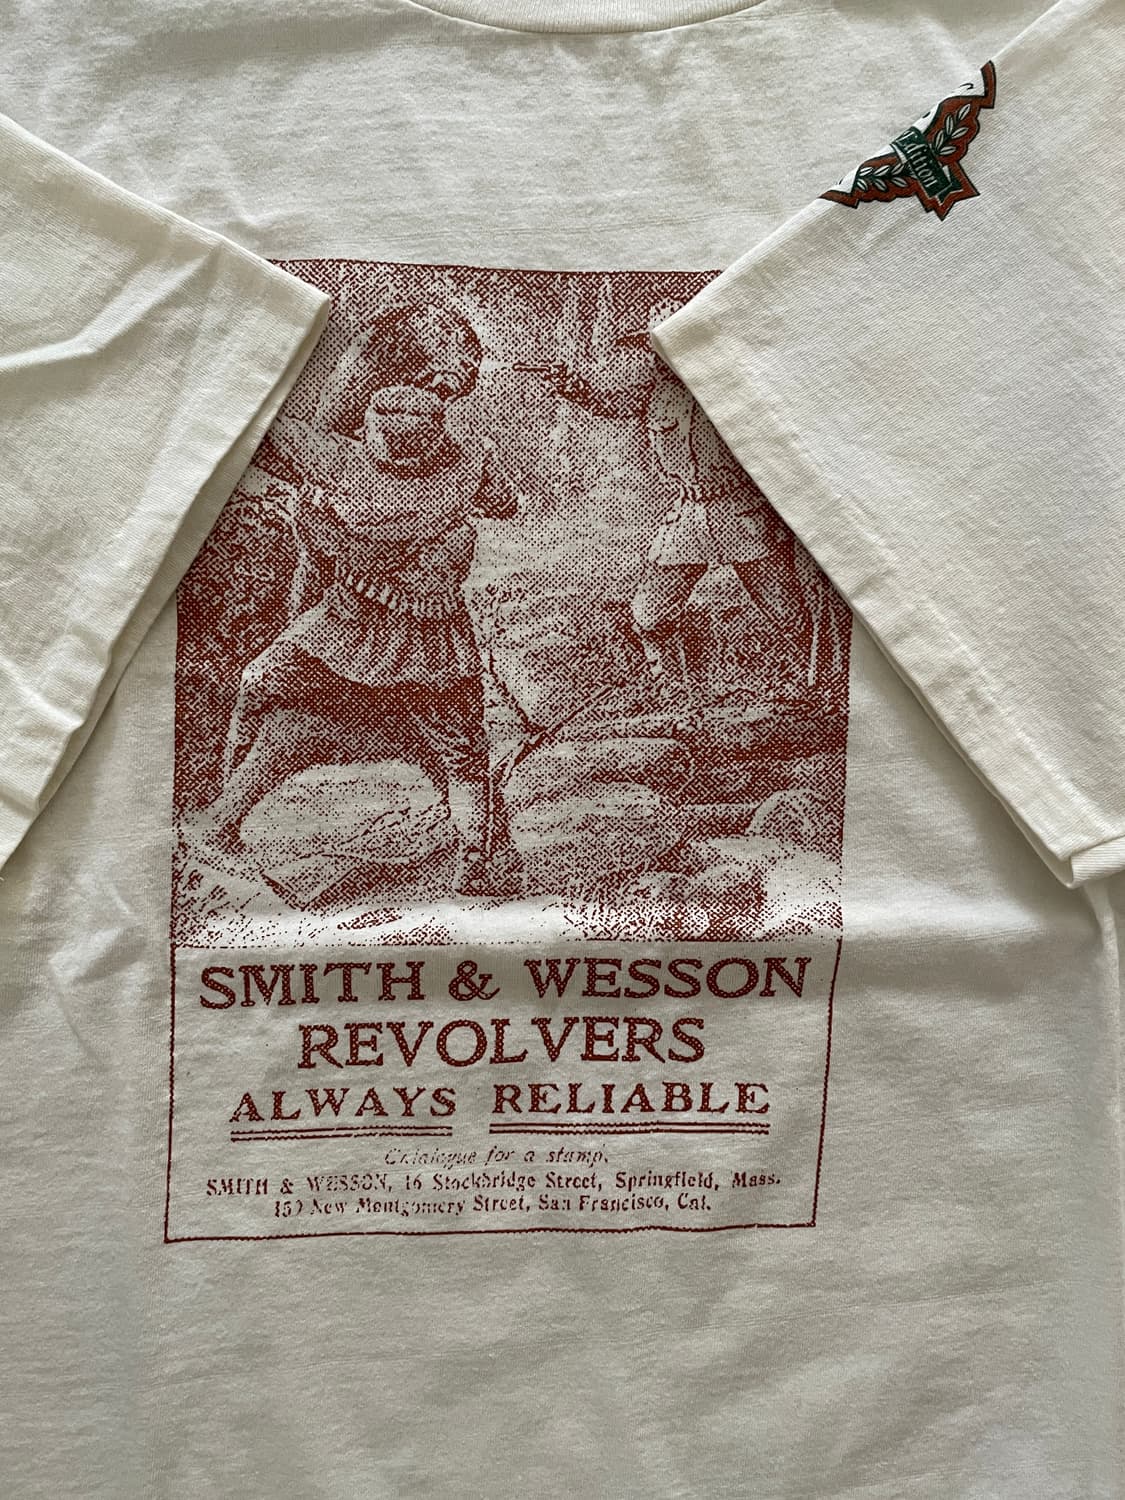 Edition
SMITH & WESSON
REVOLVERS
ALWAYS RELIABLE
Catalogue for a stamp.
SMITH & WESSON, 16 Stockbridge Street, Springfield, Mass.
New Montgomery Street, San Francisco, Cal.